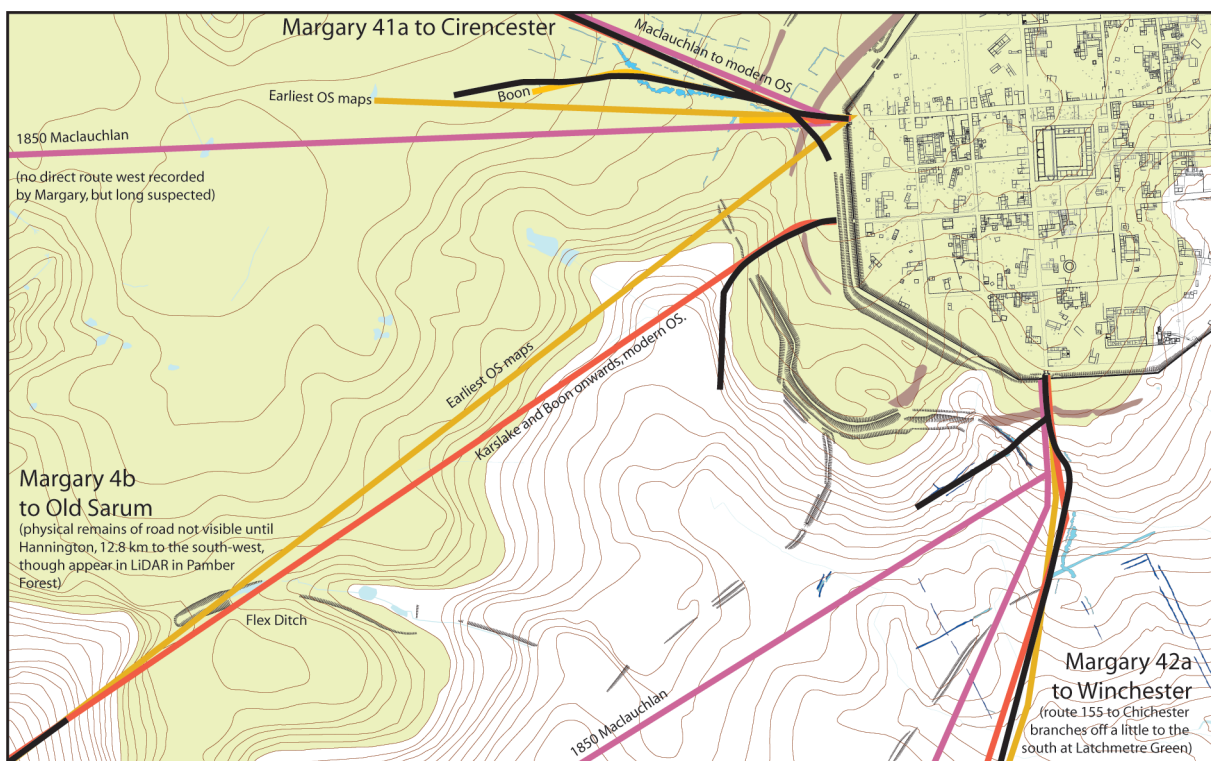 Margary 41a to Cirencester
Maclauchlan to modern OS
Boon
Earliest OS maps
1850 Maclauchlan
(no direct route west recorded
by Margary, but long suspected)
Earliest OS maps
Karslake and Boon onwards, modern OS.
Margary 4b
to Old Sarum
(physical remains of road not visible until
Hannington, 12.8 km to the south-west,
though appear in LiDAR in Pamber
Forest)
Flex Ditch
1850 Maclauchlan
Margary 42a
to Winchester
(route 155 to Chichester
branches off a little to the
south at Latchmetre Green)